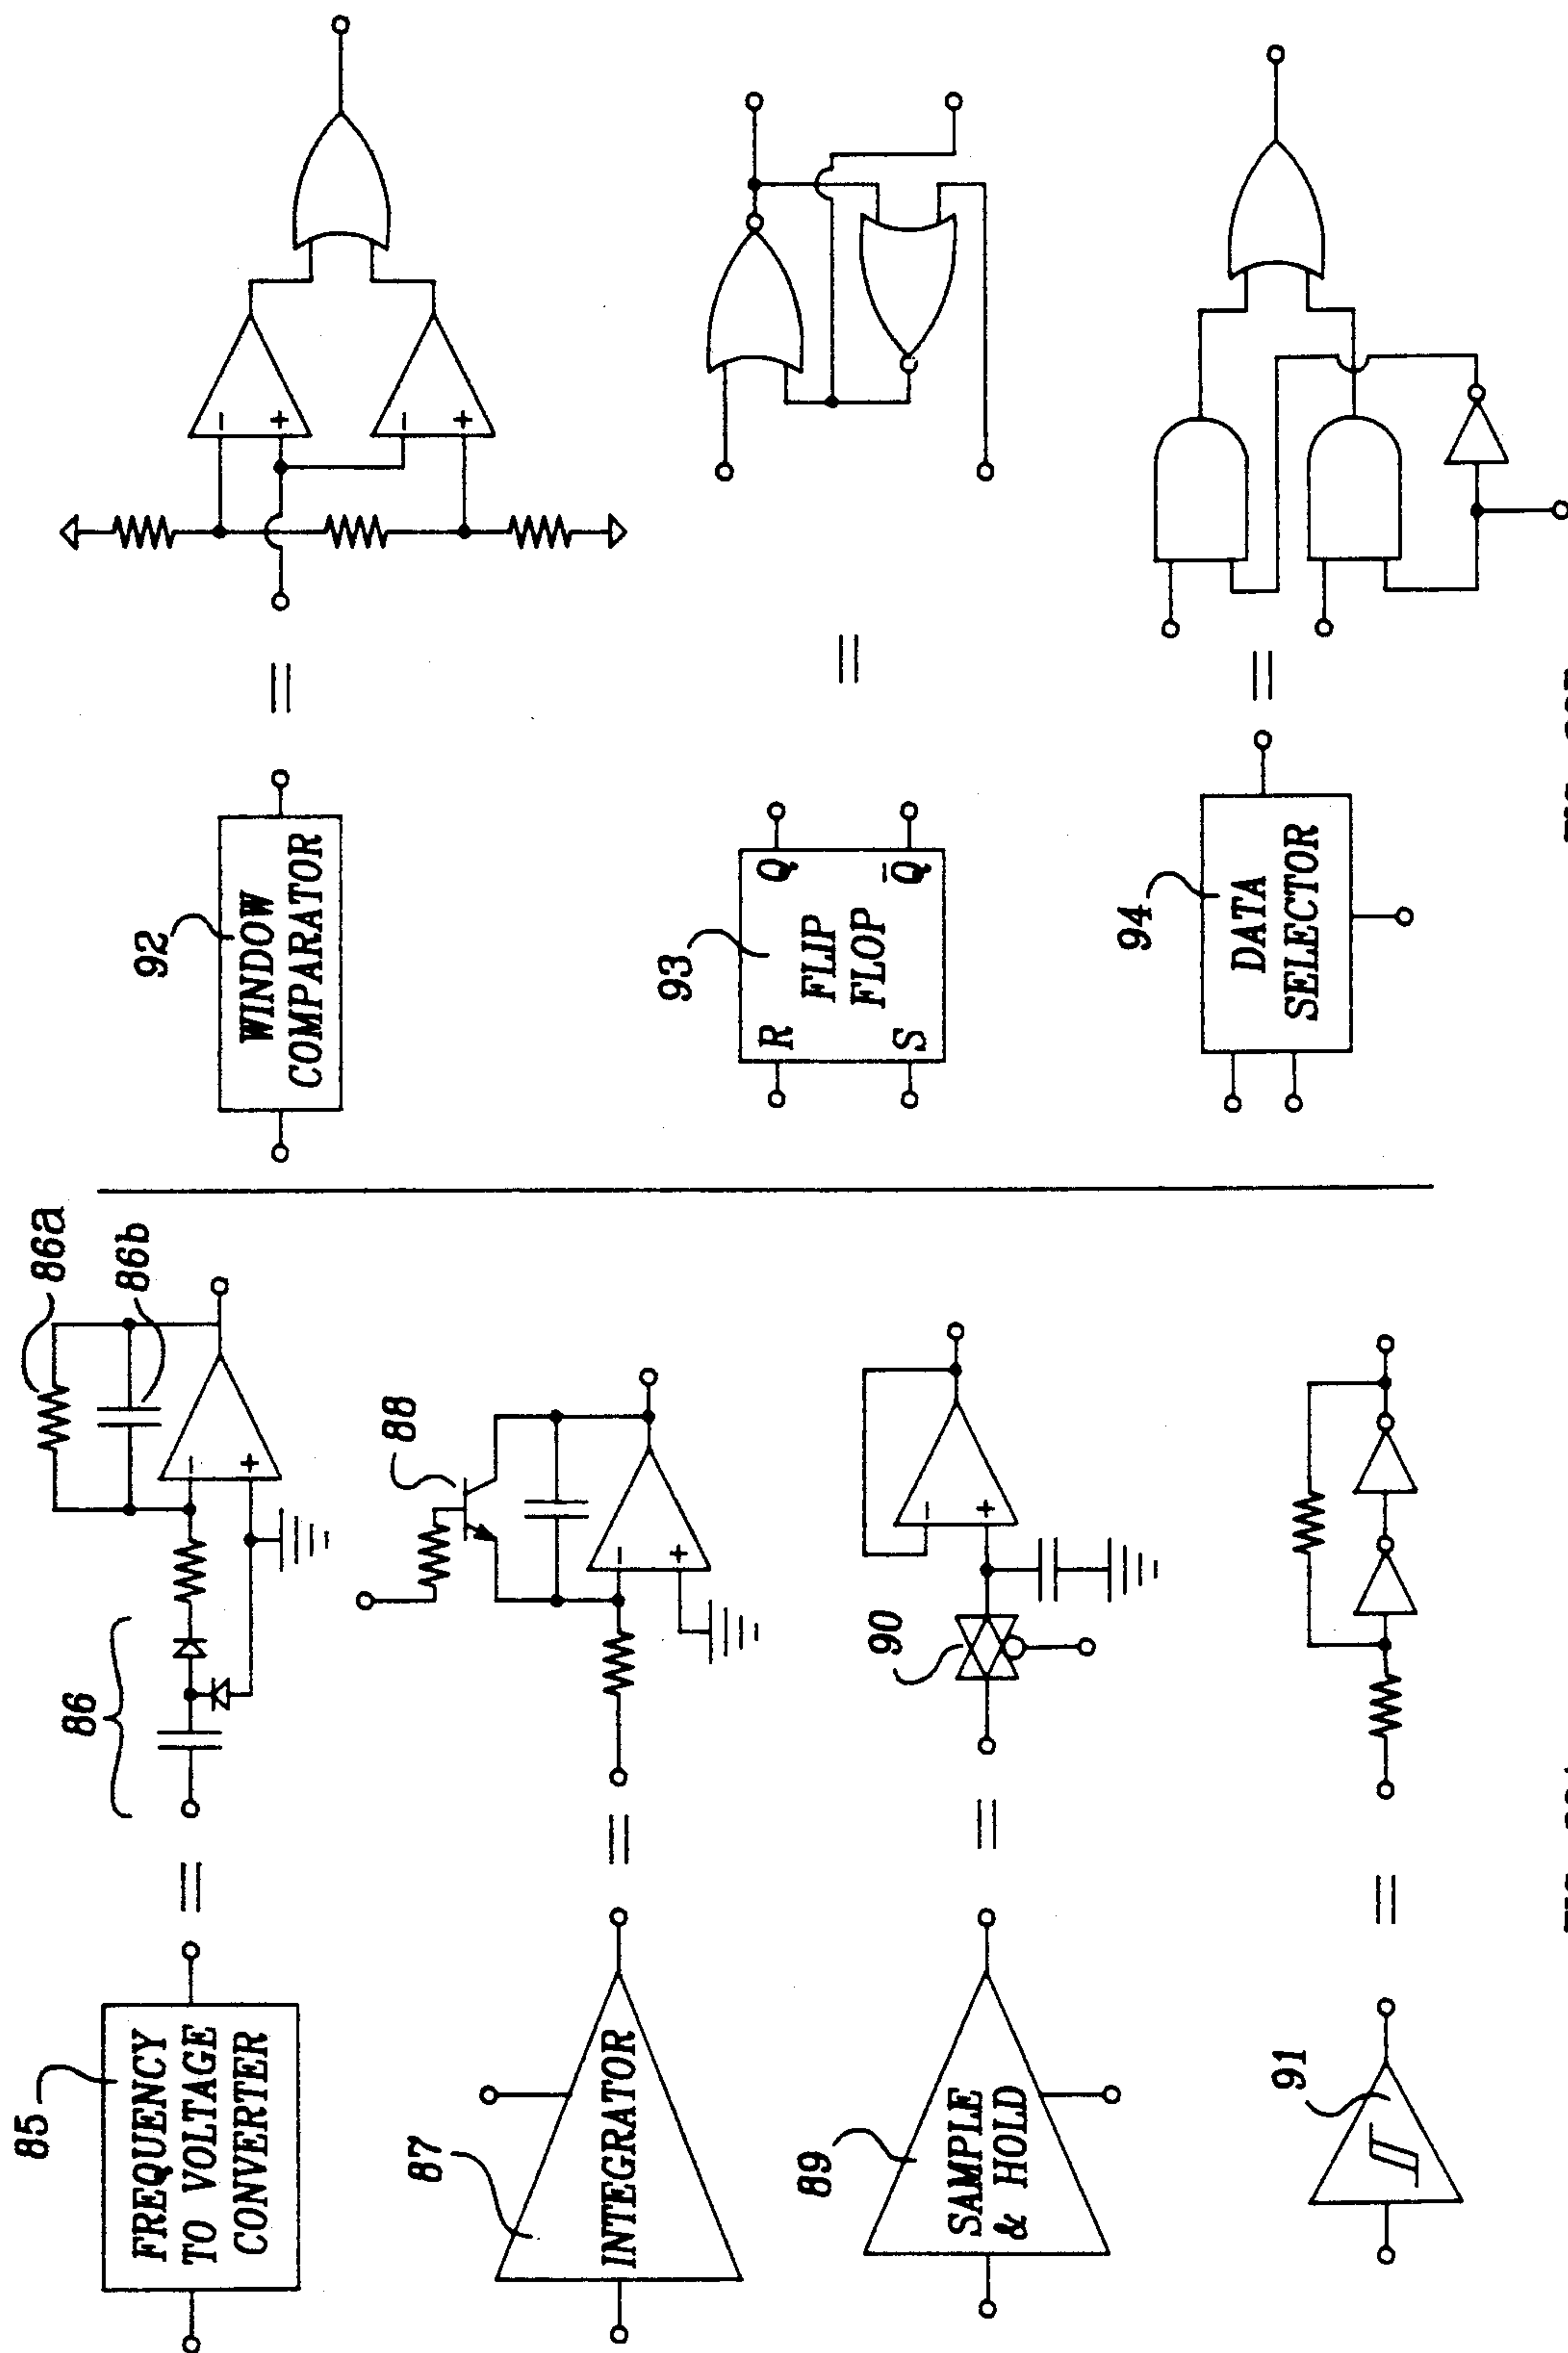 85
FREQUENCY
TO VOLTAGE
CONVERTER
86
86a
86b
−
+
87
INTEGRATOR
88
−
+
89
SAMPLE
& HOLD
90
−
+
91
92
WINDOW
COMPARATOR
−
+
−
+
93
R
Q
FLIP
FLOP
S
Q̅
94
DATA
SELECTOR